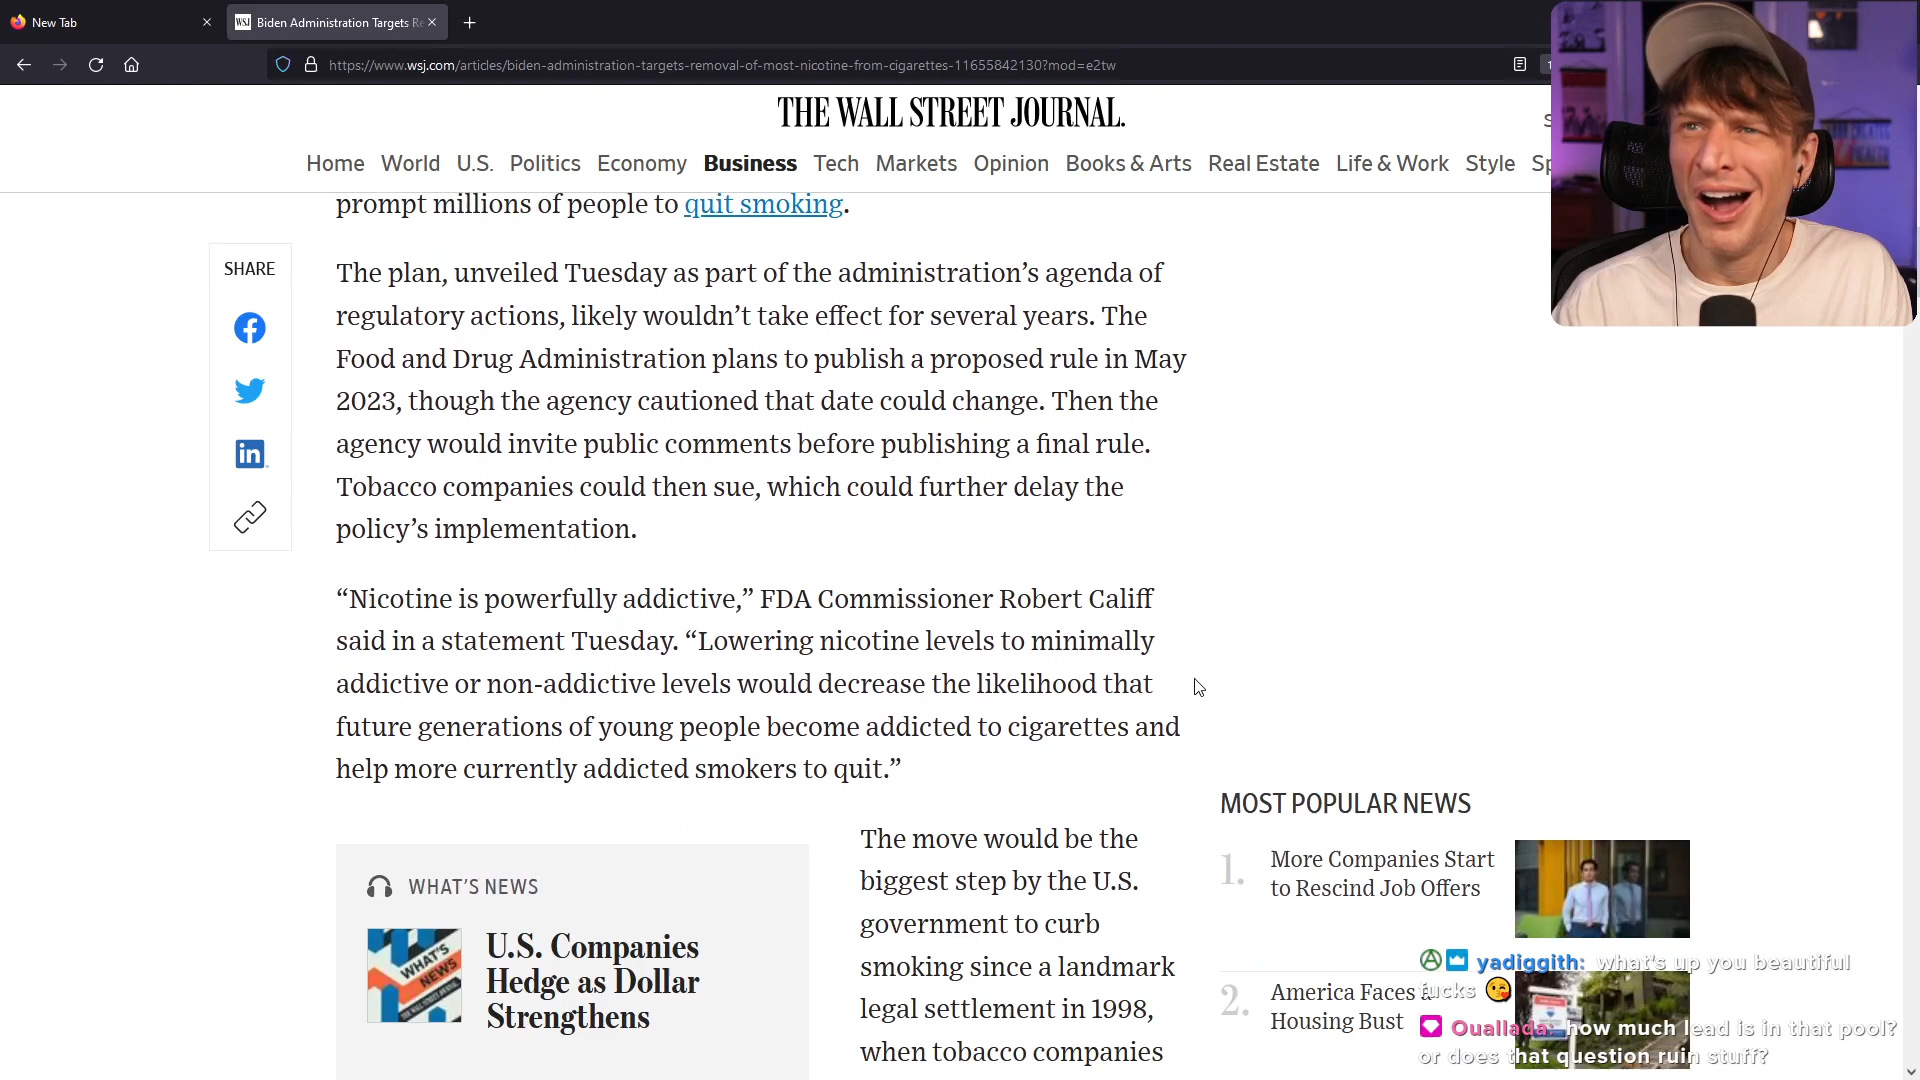 New Tab
Biden Administration Targets Re
https://www.wsj.com/articles/biden-administration-targets-removal-of-most-nicotine-from-cigarettes-11655842130?mod=e2tw
THE WALL STREET JOURNAL.
Home World U.S. Politics Economy Business Tech Markets Opinion Books & Arts Real Estate Life & Work Style Sp
prompt millions of people to quit smoking.
SHARE
The plan, unveiled Tuesday as part of the administration’s agenda of
regulatory actions, likely wouldn’t take effect for several years. The
Food and Drug Administration plans to publish a proposed rule in May
2023, though the agency cautioned that date could change. Then the
agency would invite public comments before publishing a final rule.
Tobacco companies could then sue, which could further delay the
policy’s implementation.
“Nicotine is powerfully addictive,” FDA Commissioner Robert Califf
said in a statement Tuesday. “Lowering nicotine levels to minimally
addictive or non-addictive levels would decrease the likelihood that
future generations of young people become addicted to cigarettes and
help more currently addicted smokers to quit.”
WHAT’S NEWS
WHAT'S NEWS
U.S. Companies
Hedge as Dollar
Strengthens
The move would be the
biggest step by the U.S.
government to curb
smoking since a landmark
legal settlement in 1998,
when tobacco companies
MOST POPULAR NEWS
1. More Companies Start
to Rescind Job Offers
2. America Faces a
Housing Bust
yadiggith: what's up you beautiful
fucks 😘
Ouallada: how much lead is in that pool?
or does that question ruin stuff?